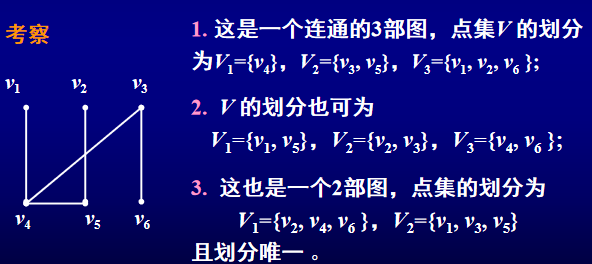 考察
v1 v2 v3
v4 v5 v6
1. 这是一个连通的3部图，点集V 的划分
为V1={v4}，V2={v3, v5}，V3={v1, v2, v6 };
2. V 的划分也可为
V1={v1, v5}，V2={v2, v3}，V3={v4, v6 };
3. 这也是一个2部图，点集的划分为
V1={v2, v4, v6 }，V2={v1, v3, v5}
且划分唯一 。